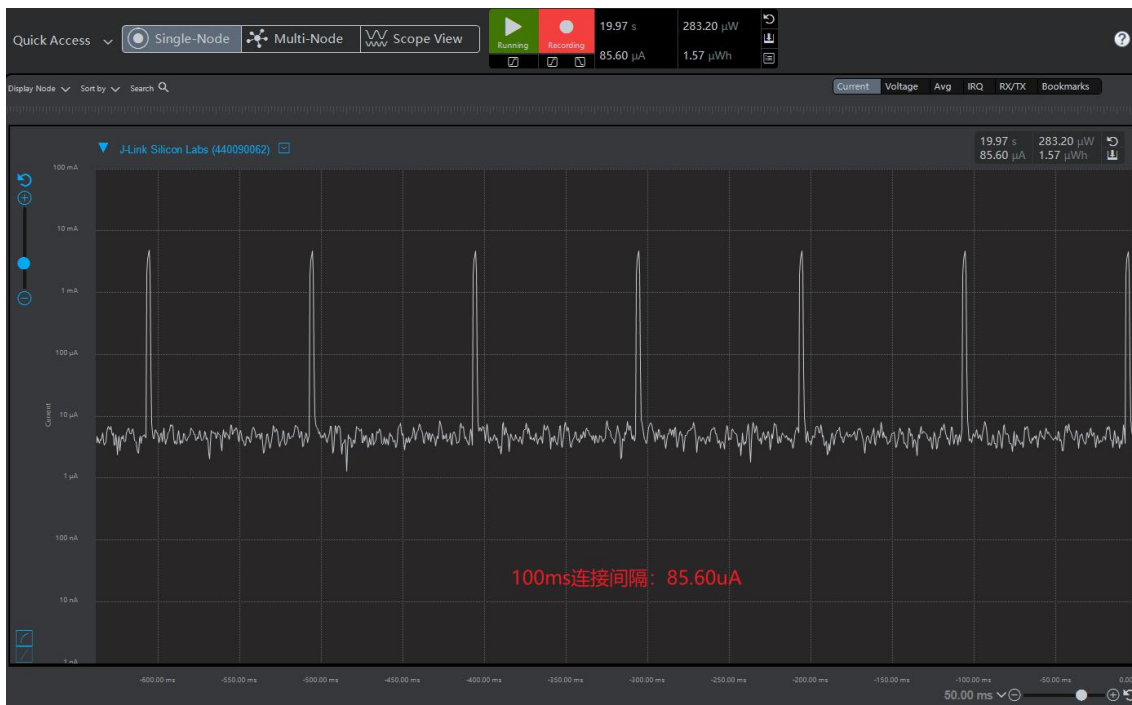 Quick Access
Single-Node
Multi-Node
Scope View
Running
Recording
19.97 s
283.20 µW
85.60 µA
1.57 µWh
?
Display Node
Sort by
Search
Current
Voltage
Avg
IRQ
RX/TX
Bookmarks
J-Link Silicon Labs (440090062)
19.97 s 283.20 µW
85.60 µA 1.57 µWh
100 mA
10 mA
1 mA
100 µA
10 µA
Current
1 µA
100 nA
100ms连接间隔：85.60uA
10 nA
1 nA
-600.00 ms
-550.00 ms
-500.00 ms
-450.00 ms
-400.00 ms
-350.00 ms
-300.00 ms
-250.00 ms
-200.00 ms
-150.00 ms
-100.00 ms
-50.00 ms
50.00 ms